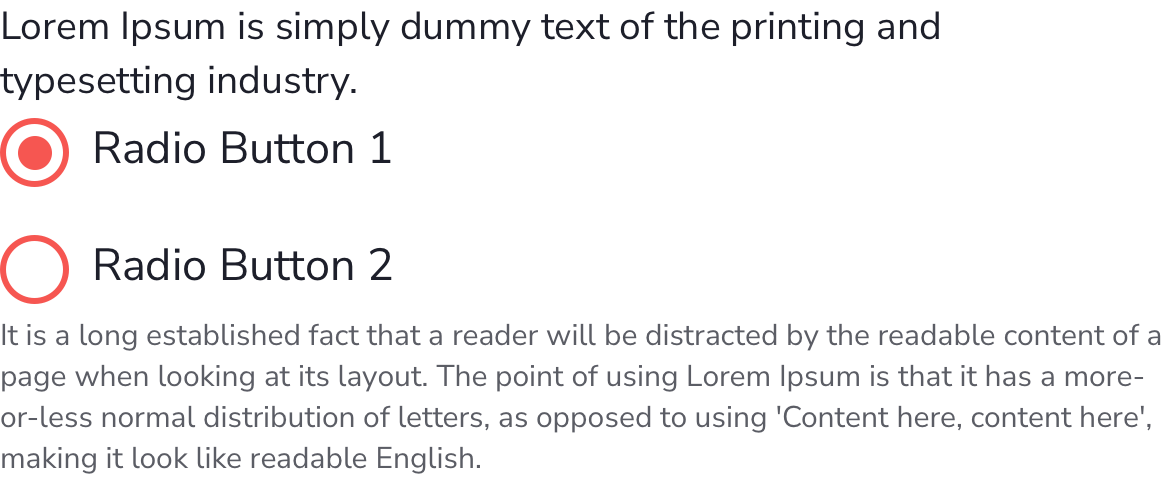 Lorem Ipsum is simply dummy text of the printing and
typesetting industry.
Radio Button 1
Radio Button 2
It is a long established fact that a reader will be distracted by the readable content of a
page when looking at its layout. The point of using Lorem Ipsum is that it has a more-
or-less normal distribution of letters, as opposed to using 'Content here, content here',
making it look like readable English.